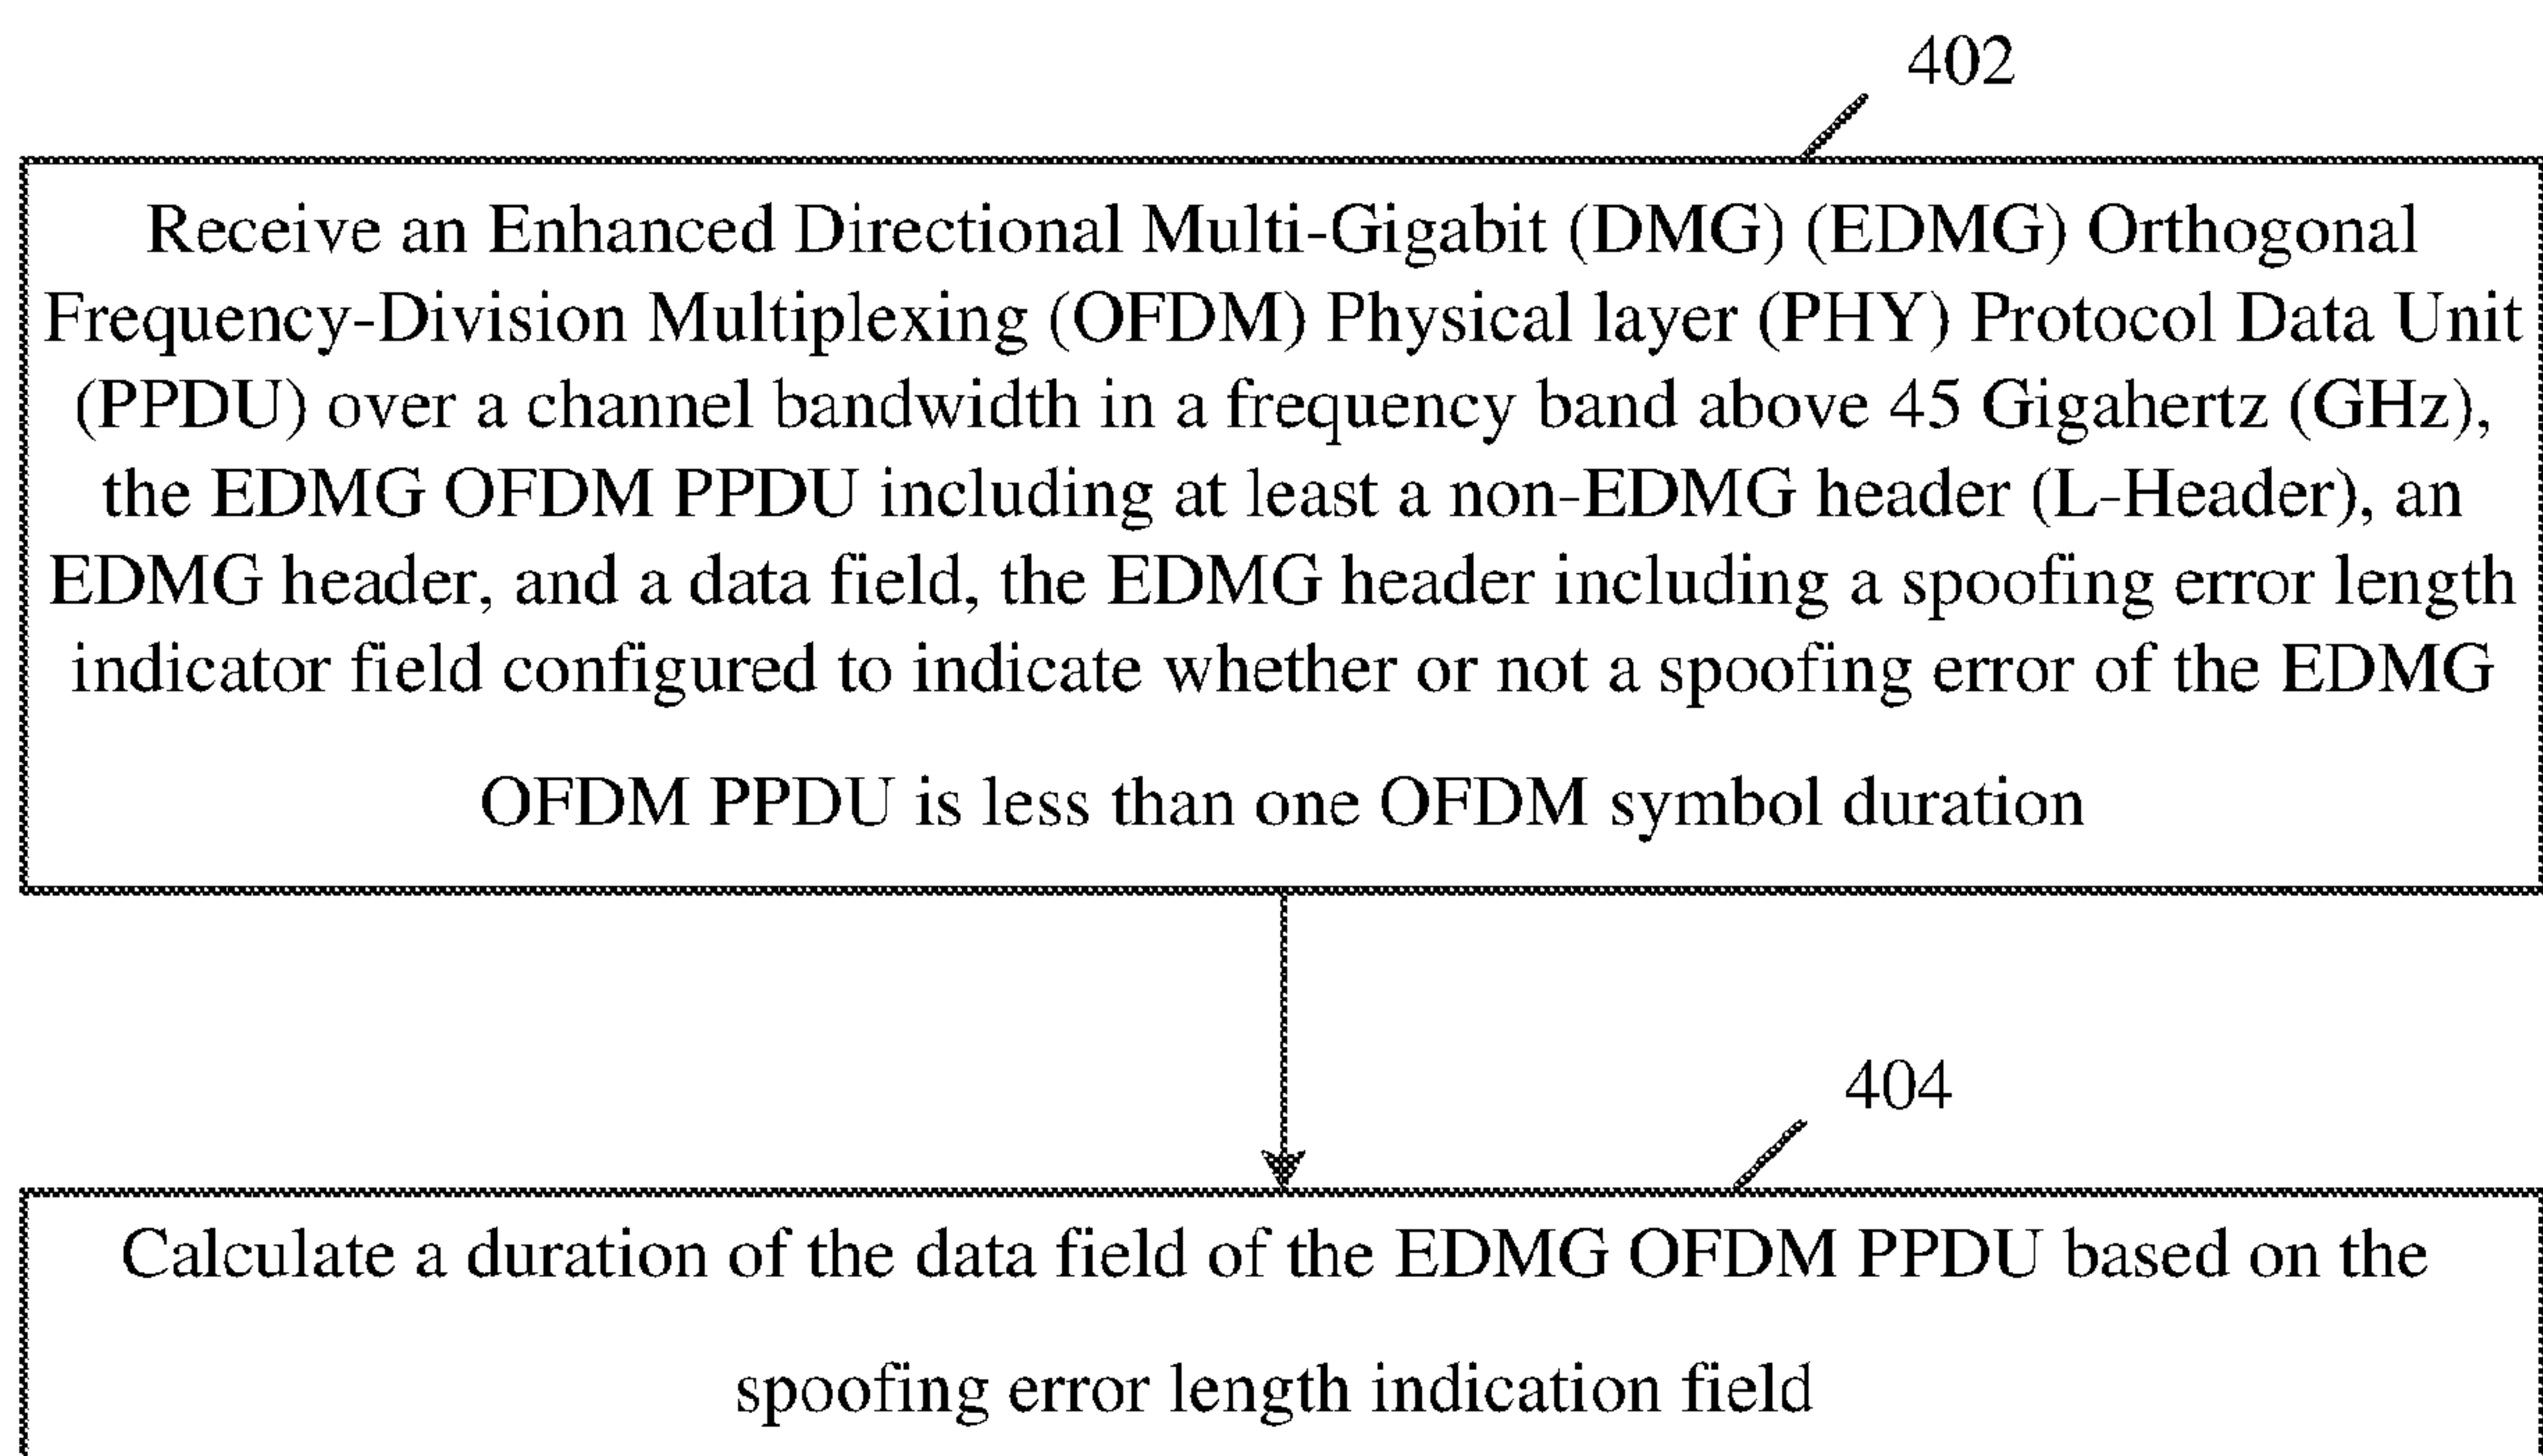 402
Receive an Enhanced Directional Multi-Gigabit (DMG) (EDMG) Orthogonal
Frequency-Division Multiplexing (OFDM) Physical layer (PHY) Protocol Data Unit
(PPDU) over a channel bandwidth in a frequency band above 45 Gigahertz (GHz),
the EDMG OFDM PPDU including at least a non-EDMG header (L-Header), an
EDMG header, and a data field, the EDMG header including a spoofing error length
indicator field configured to indicate whether or not a spoofing error of the EDMG
OFDM PPDU is less than one OFDM symbol duration
404
Calculate a duration of the data field of the EDMG OFDM PPDU based on the
spoofing error length indication field